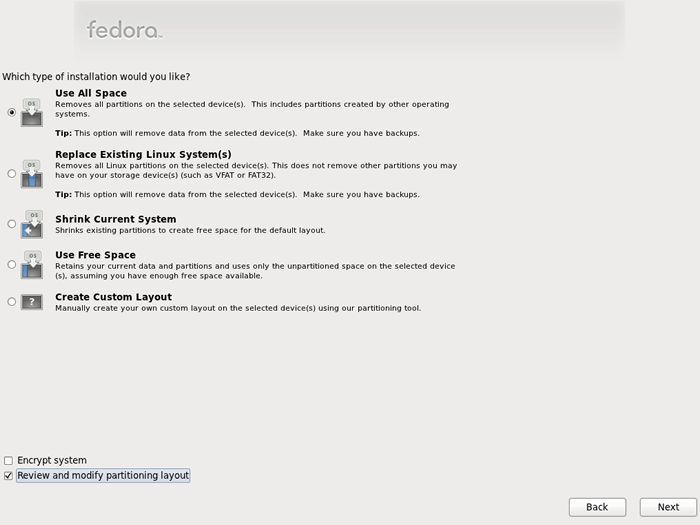 fedora.
Which type of installation would you like?
Use All Space
Removes all partitions on the selected device(s).  This includes partitions created by other operating
systems.
Tip: This option will remove data from the selected device(s).  Make sure you have backups.
Replace Existing Linux System(s)
Removes all Linux partitions on the selected device(s). This does not remove other partitions you may
have on your storage device(s) (such as VFAT or FAT32).
Tip: This option will remove data from the selected device(s).  Make sure you have backups.
Shrink Current System
Shrinks existing partitions to create free space for the default layout.
Use Free Space
Retains your current data and partitions and uses only the unpartitioned space on the selected device
(s), assuming you have enough free space available.
Create Custom Layout
Manually create your own custom layout on the selected device(s) using our partitioning tool.
OS
OS
OS
OS
?
Encrypt system
Review and modify partitioning layout
Back
Next